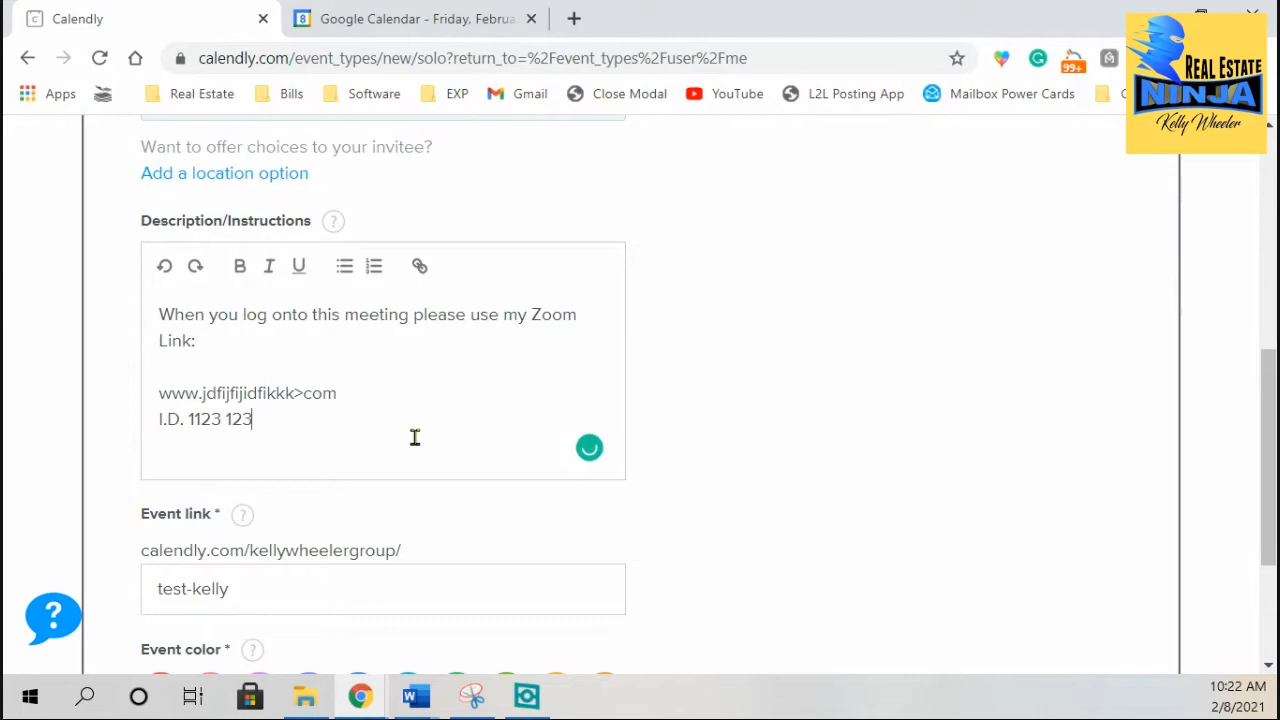 Calendly
8
Google Calendar - Friday, Februa
calendly.com/event_types/new/solo?return_to=%2Fevent_types%2Fuser%2Fme
99+
Apps
Real Estate
Bills
Software
EXP
Gmail
Close Modal
YouTube
L2L Posting App
Mailbox Power Cards
REAL ESTATE
NINJA
Kelly Wheeler
Want to offer choices to your invitee?
Add a location option
Description/Instructions ?
B I U
When you log onto this meeting please use my Zoom
Link:
www.jdfijfijidfikkk>com
I.D. 1123 123
Event link * ?
calendly.com/kellywheelergroup/
test-kelly
?
Event color * ?
10:22 AM
2/8/2021